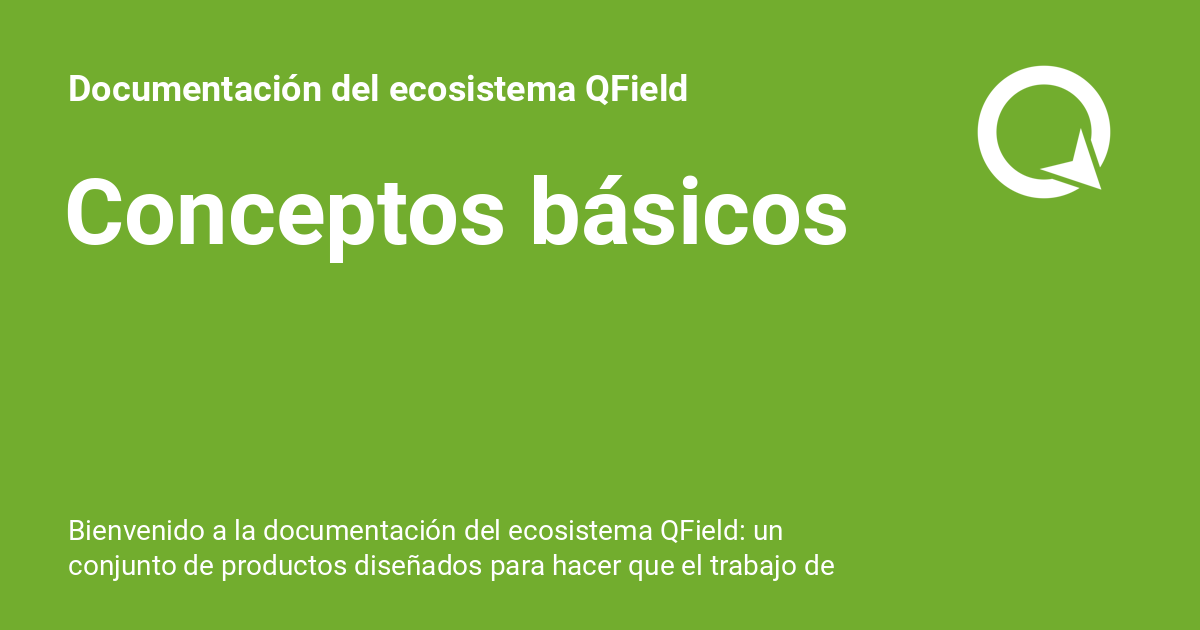 Documentación del ecosistema QField
Conceptos básicos
Bienvenido a la documentación del ecosistema QField: un
conjunto de productos diseñados para hacer que el trabajo de